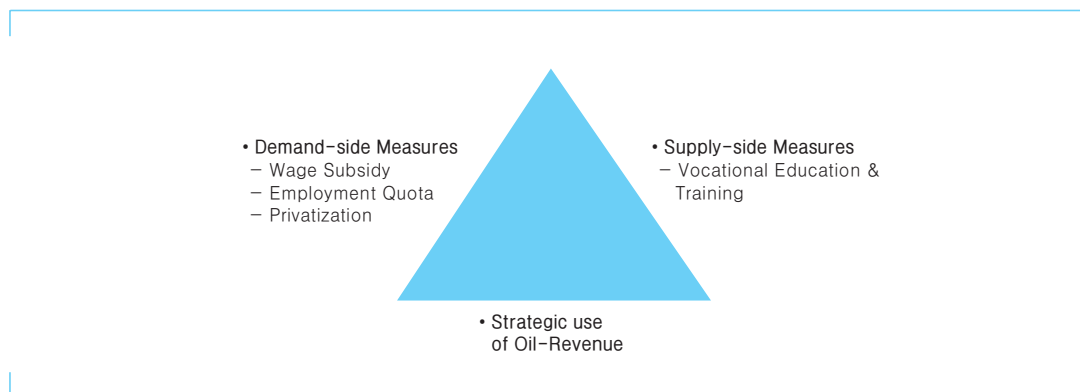 • Demand-side Measures
– Wage Subsidy
– Employment Quota
– Privatization
• Supply-side Measures
– Vocational Education &
Training
• Strategic use
of Oil-Revenue